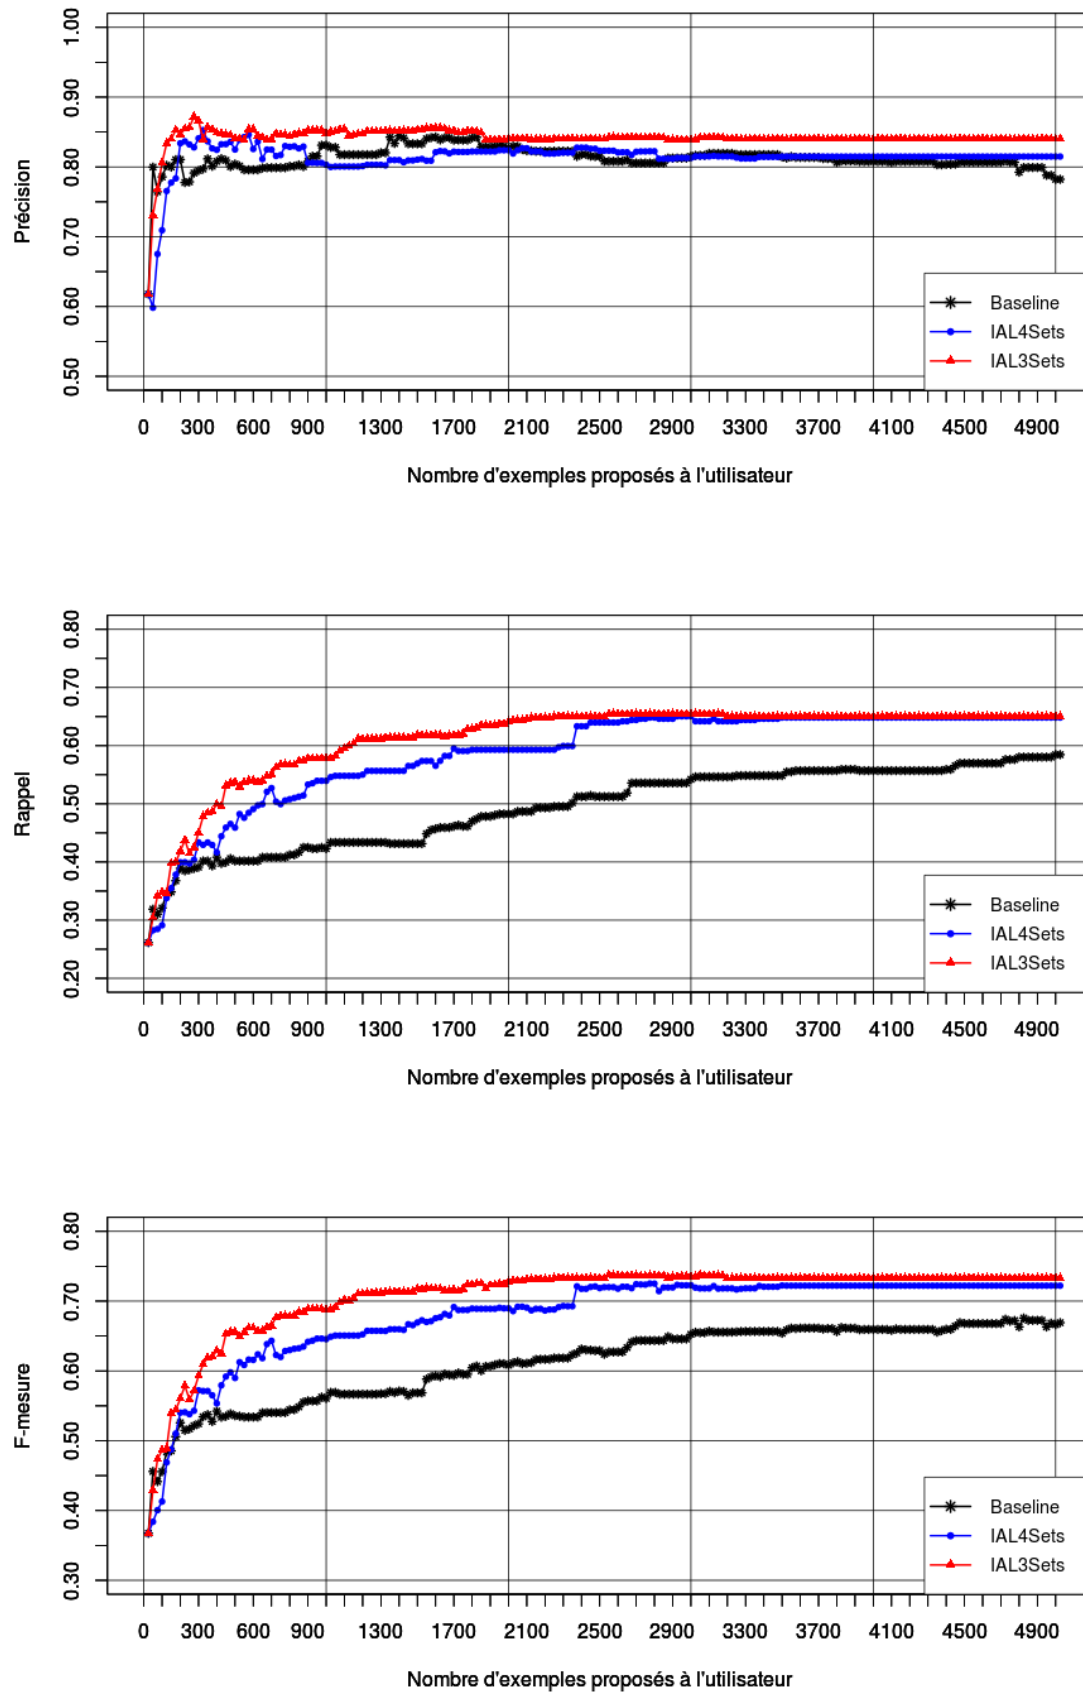 1.00
0.90
0.80
0.70
0.60
0.50
Précision
Baseline
IAL4Sets
IAL3Sets
0 300 600 900 1300 1700 2100 2500 2900 3300 3700 4100 4500 4900
Nombre d'exemples proposés à l'utilisateur
0.80
0.70
0.60
0.50
0.40
0.30
0.20
Rappel
Baseline
IAL4Sets
IAL3Sets
0 300 600 900 1300 1700 2100 2500 2900 3300 3700 4100 4500 4900
Nombre d'exemples proposés à l'utilisateur
0.80
0.70
0.60
0.50
0.40
0.30
F-mesure
Baseline
IAL4Sets
IAL3Sets
0 300 600 900 1300 1700 2100 2500 2900 3300 3700 4100 4500 4900
Nombre d'exemples proposés à l'utilisateur